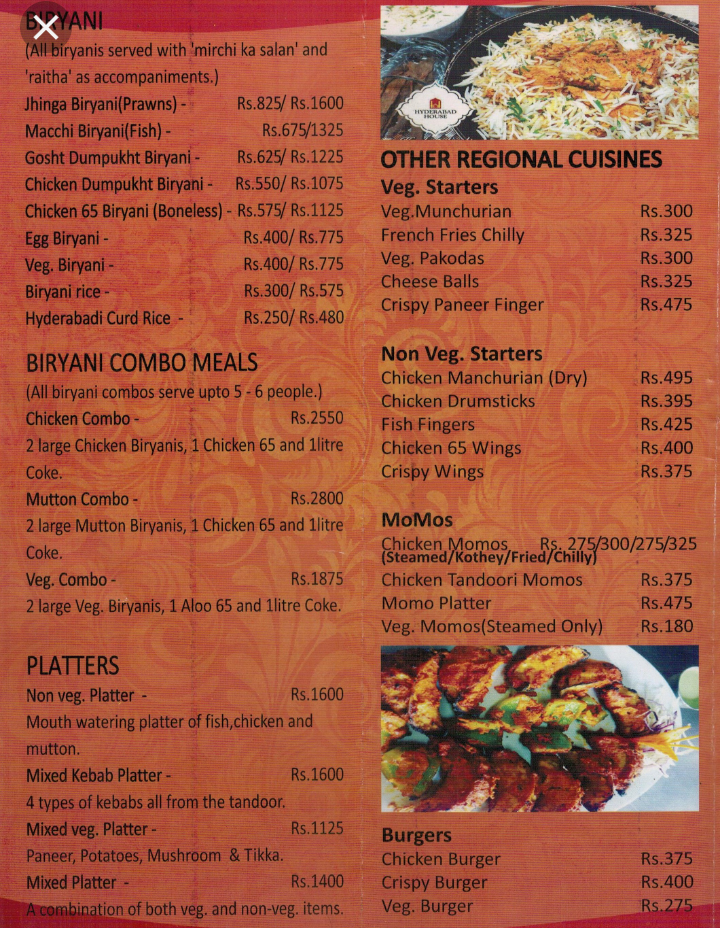 BIRYANI
(All biryanis served with 'mirchi ka salan' and
'raitha' as accompaniments.)
Jhinga Biryani(Prawns) - Rs.825/ Rs.1600
Macchi Biryani(Fish) - Rs.675/1325
Gosht Dumpukht Biryani - Rs.625/ Rs.1225
Chicken Dumpukht Biryani - Rs.550/ Rs.1075
Chicken 65 Biryani (Boneless) - Rs.575/ Rs.1125
Egg Biryani - Rs.400/ Rs.775
Veg. Biryani - Rs.400/ Rs.775
Biryani rice - Rs.300/ Rs.575
Hyderabadi Curd Rice - Rs.250/ Rs.480
BIRYANI COMBO MEALS
(All biryani combos serve upto 5 - 6 people.)
Chicken Combo - Rs.2550
2 large Chicken Biryanis, 1 Chicken 65 and 1litre
Coke.
Mutton Combo - Rs.2800
2 large Mutton Biryanis, 1 Chicken 65 and 1litre
Coke.
Veg. Combo - Rs.1875
2 large Veg. Biryanis, 1 Aloo 65 and 1litre Coke.
PLATTERS
Non veg. Platter - Rs.1600
Mouth watering platter of fish,chicken and
mutton.
Mixed Kebab Platter - Rs.1600
4 types of kebabs all from the tandoor.
Mixed veg. Platter - Rs.1125
Paneer, Potatoes, Mushroom & Tikka.
Mixed Platter - Rs.1400
A combination of both veg. and non-veg. items.
HYDERABAD
HOUSE
OTHER REGIONAL CUISINES
Veg. Starters
Veg.Munchurian Rs.300
French Fries Chilly Rs.325
Veg. Pakodas Rs.300
Cheese Balls Rs.325
Crispy Paneer Finger Rs.475
Non Veg. Starters
Chicken Manchurian (Dry) Rs.495
Chicken Drumsticks Rs.395
Fish Fingers Rs.425
Chicken 65 Wings Rs.400
Crispy Wings Rs.375
MoMos
Chicken Momos Rs. 275/300/275/325
(Steamed/Kothey/Fried/Chilly)
Chicken Tandoori Momos Rs.375
Momo Platter Rs.475
Veg. Momos(Steamed Only) Rs.180
Burgers
Chicken Burger Rs.375
Crispy Burger Rs.400
Veg. Burger Rs.275